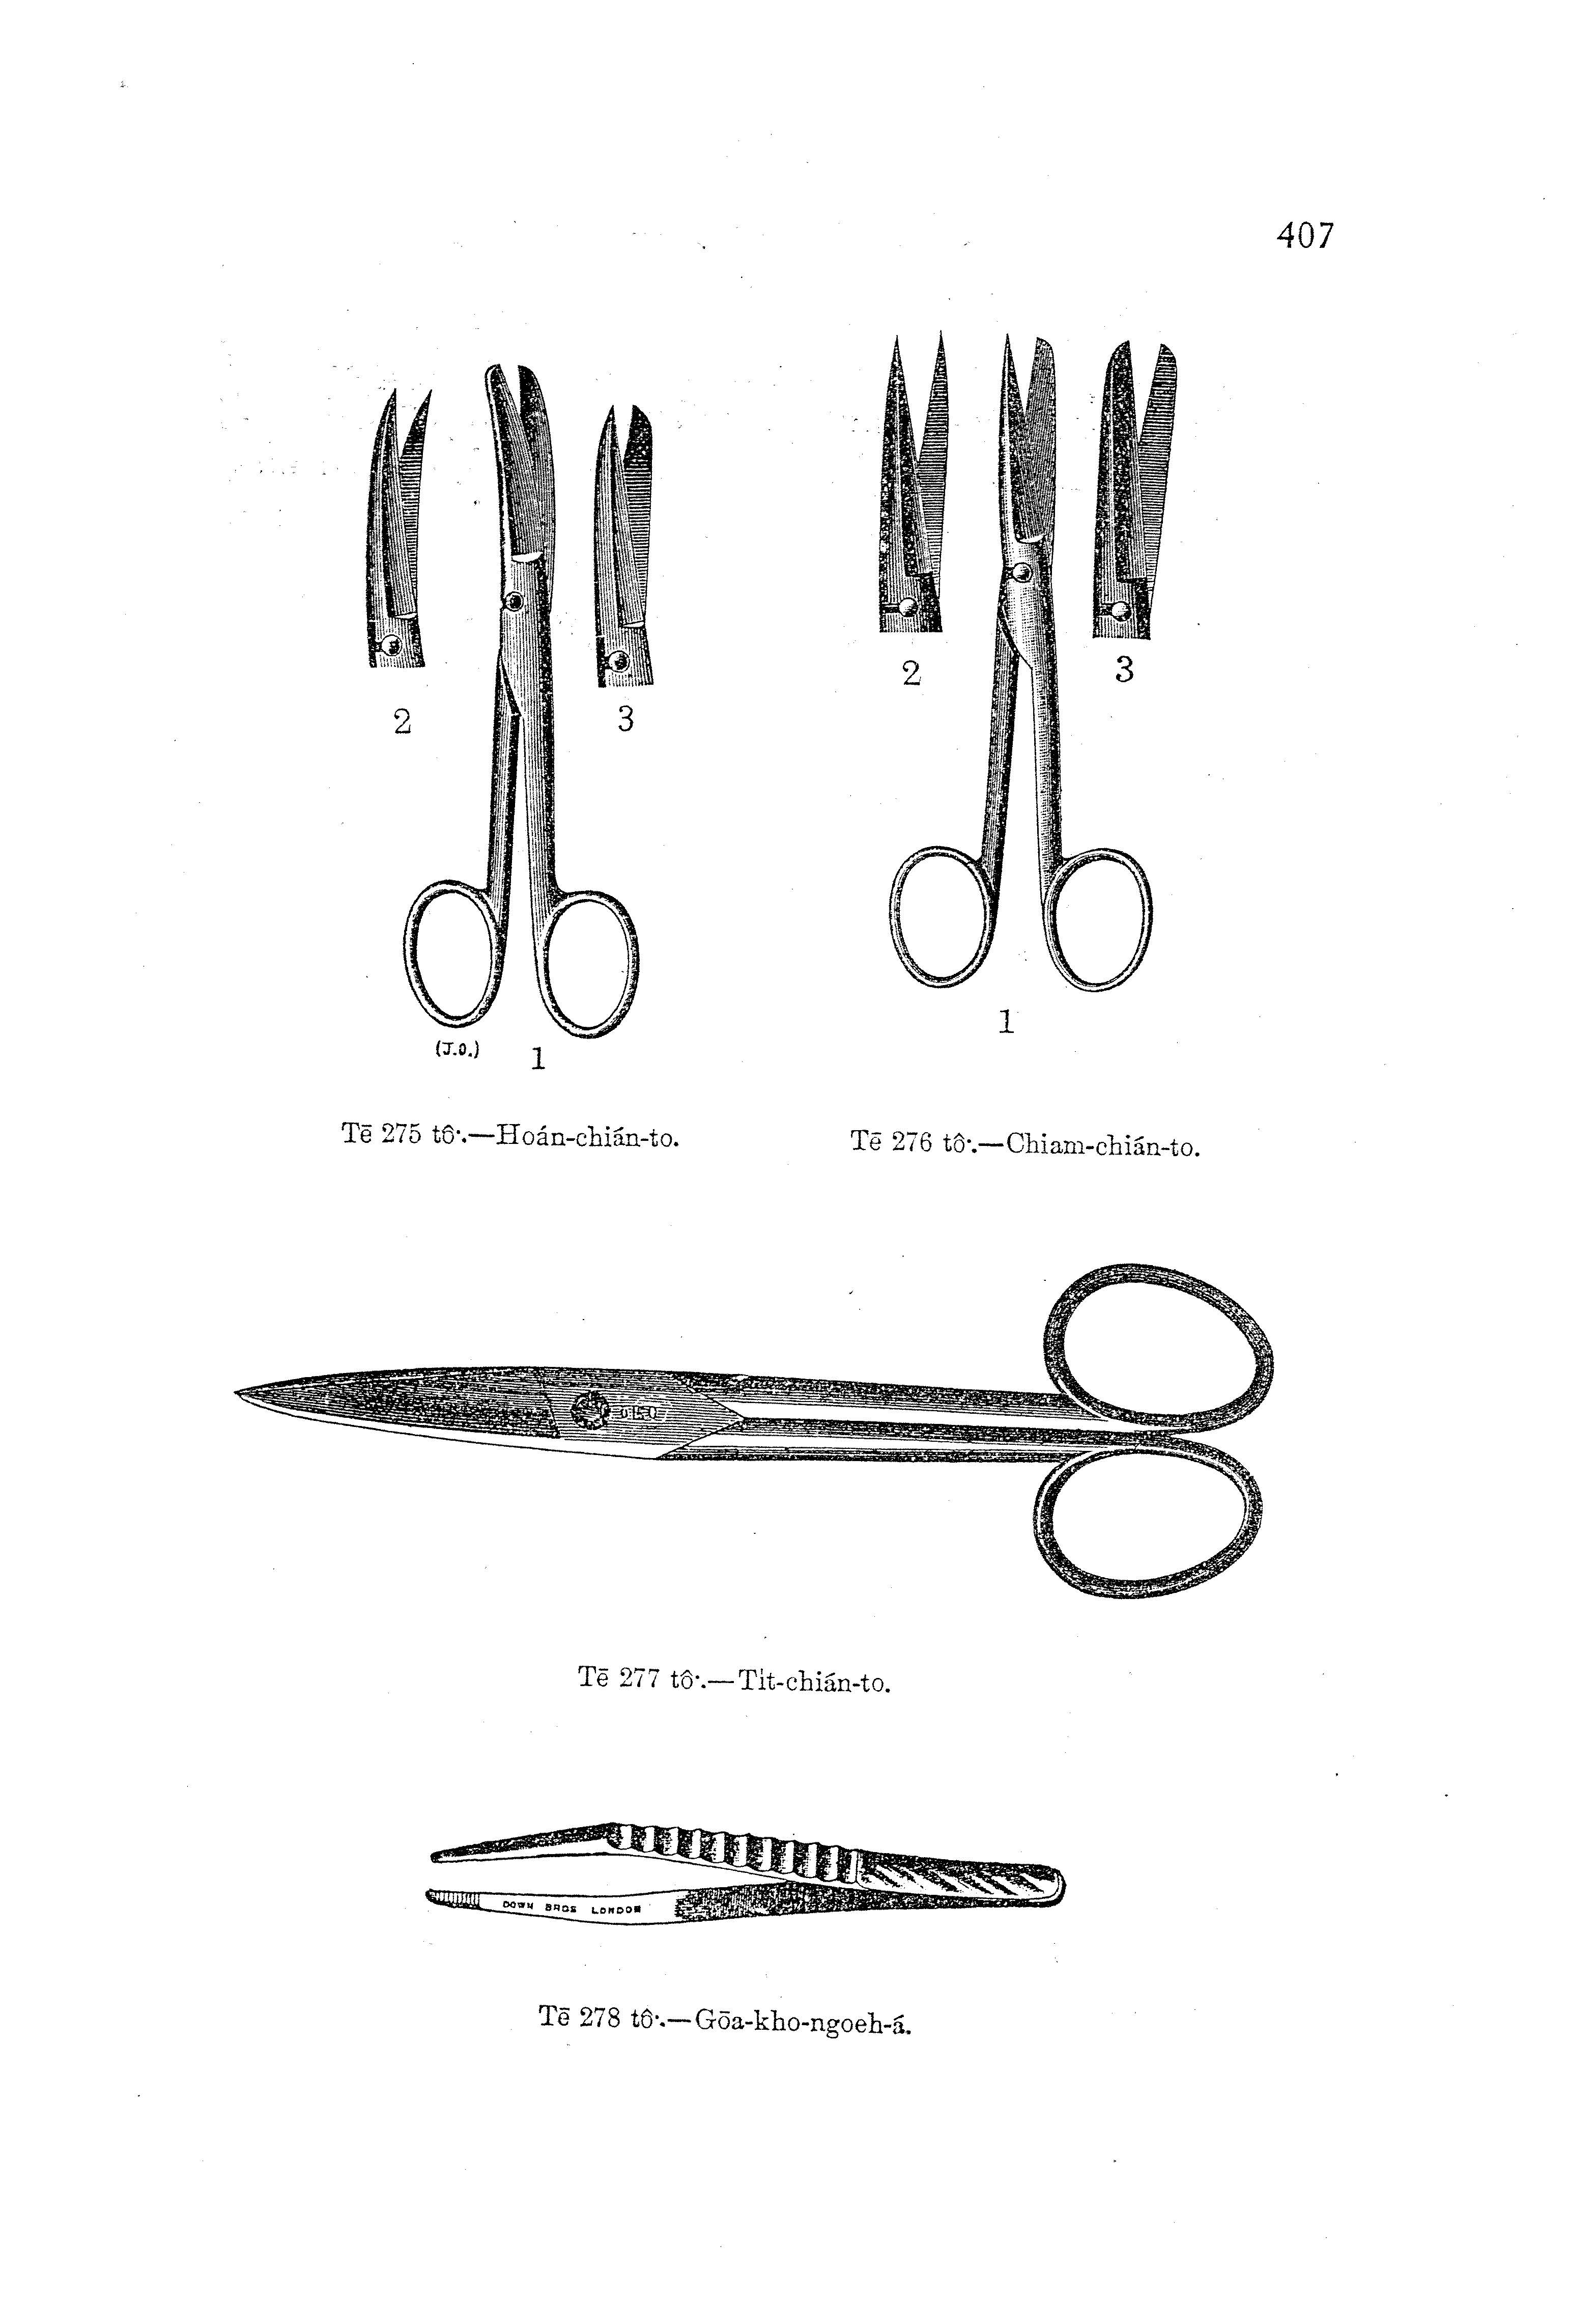 407
2
3
2
3
(J.O.)
1
1
Tē 275 tô͘.—Hoán-chián-to.
Tē 276 tô͘.—Chiam-chián-to.
Tē 277 tô͘.—Ti̍t-chián-to.
DOWN BROS LONDON
Tē 278 tô͘.—Gōa-kho-ngoeh-á.